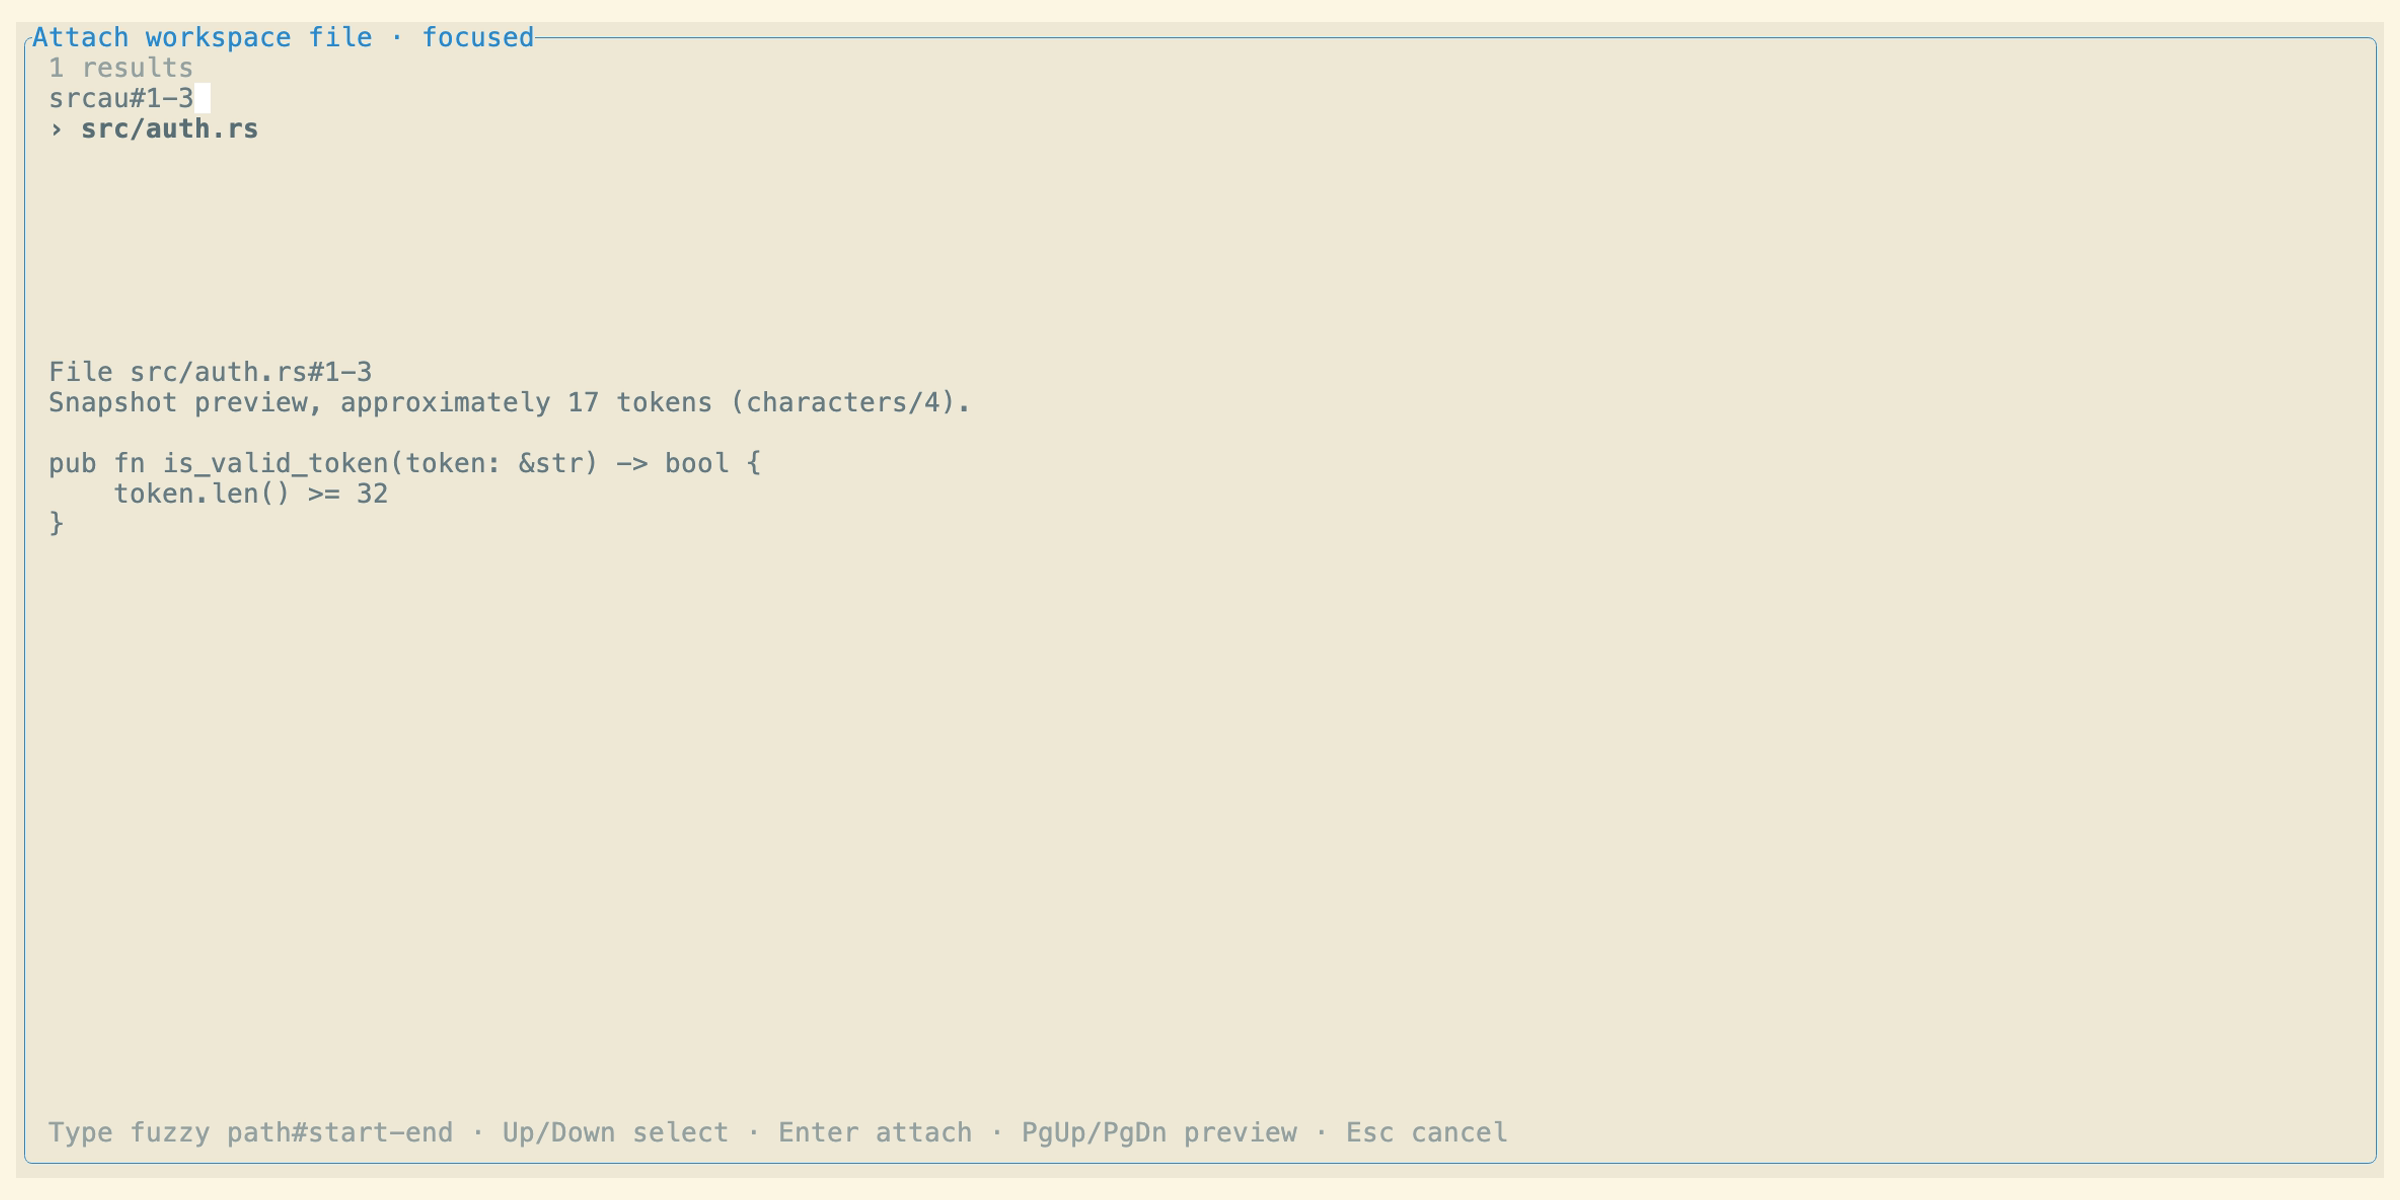 Attach workspace file · focused
1 results
srcau#1-3
› src/auth.rs
File src/auth.rs#1-3
Snapshot preview, approximately 17 tokens (characters/4).
pub fn is_valid_token(token: &str) -> bool {
    token.len() >= 32
}
Type fuzzy path#start-end · Up/Down select · Enter attach · PgUp/PgDn preview · Esc cancel